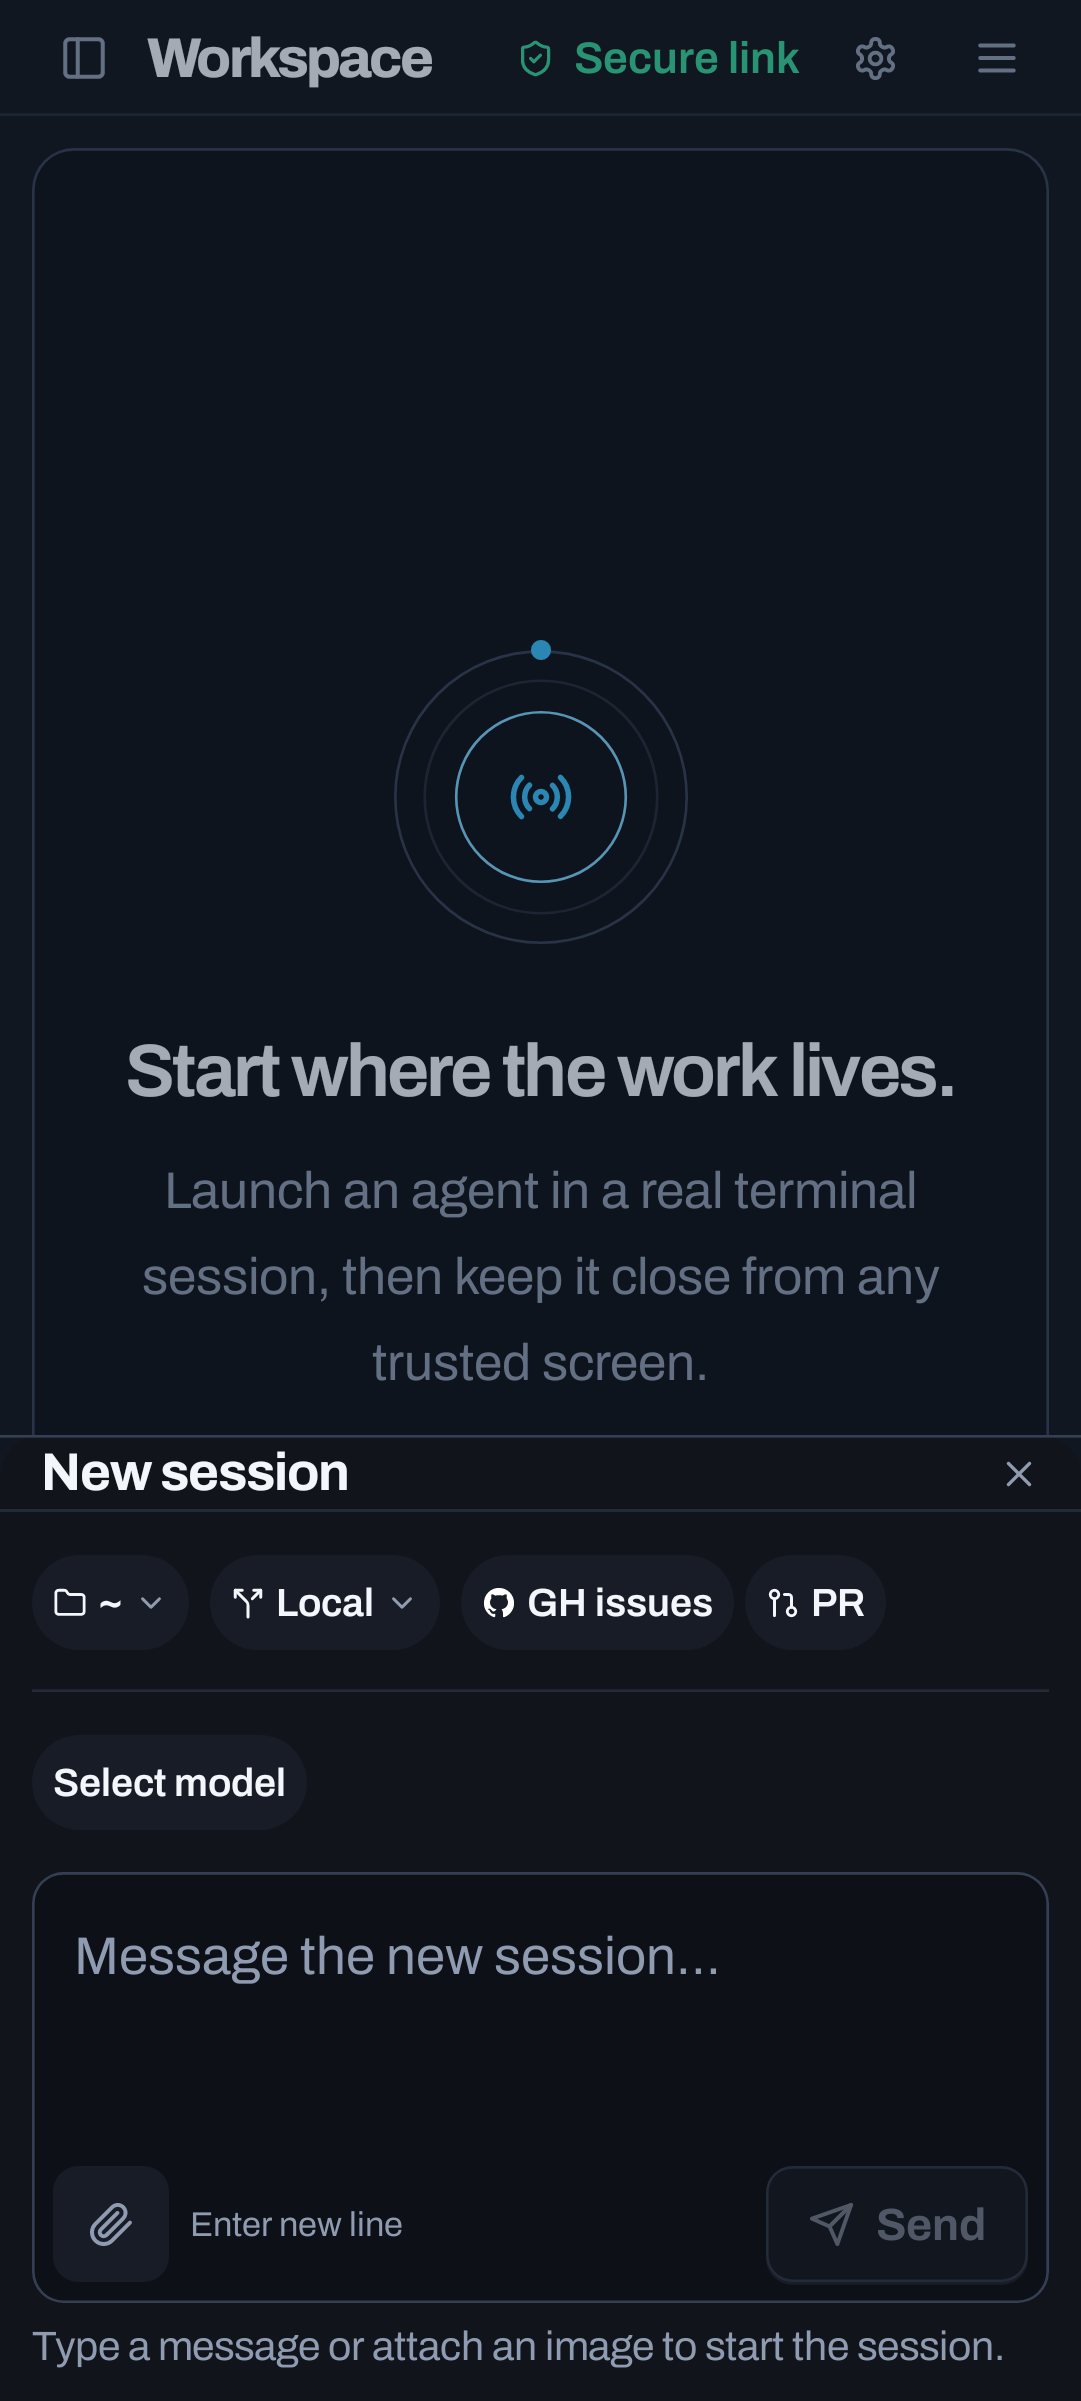 Workspace
Secure link
Start where the work lives.
Launch an agent in a real terminal
session, then keep it close from any
trusted screen.
New session
~
Local
GH issues
PR
Select model
Message the new session...
Enter new line
Send
Type a message or attach an image to start the session.